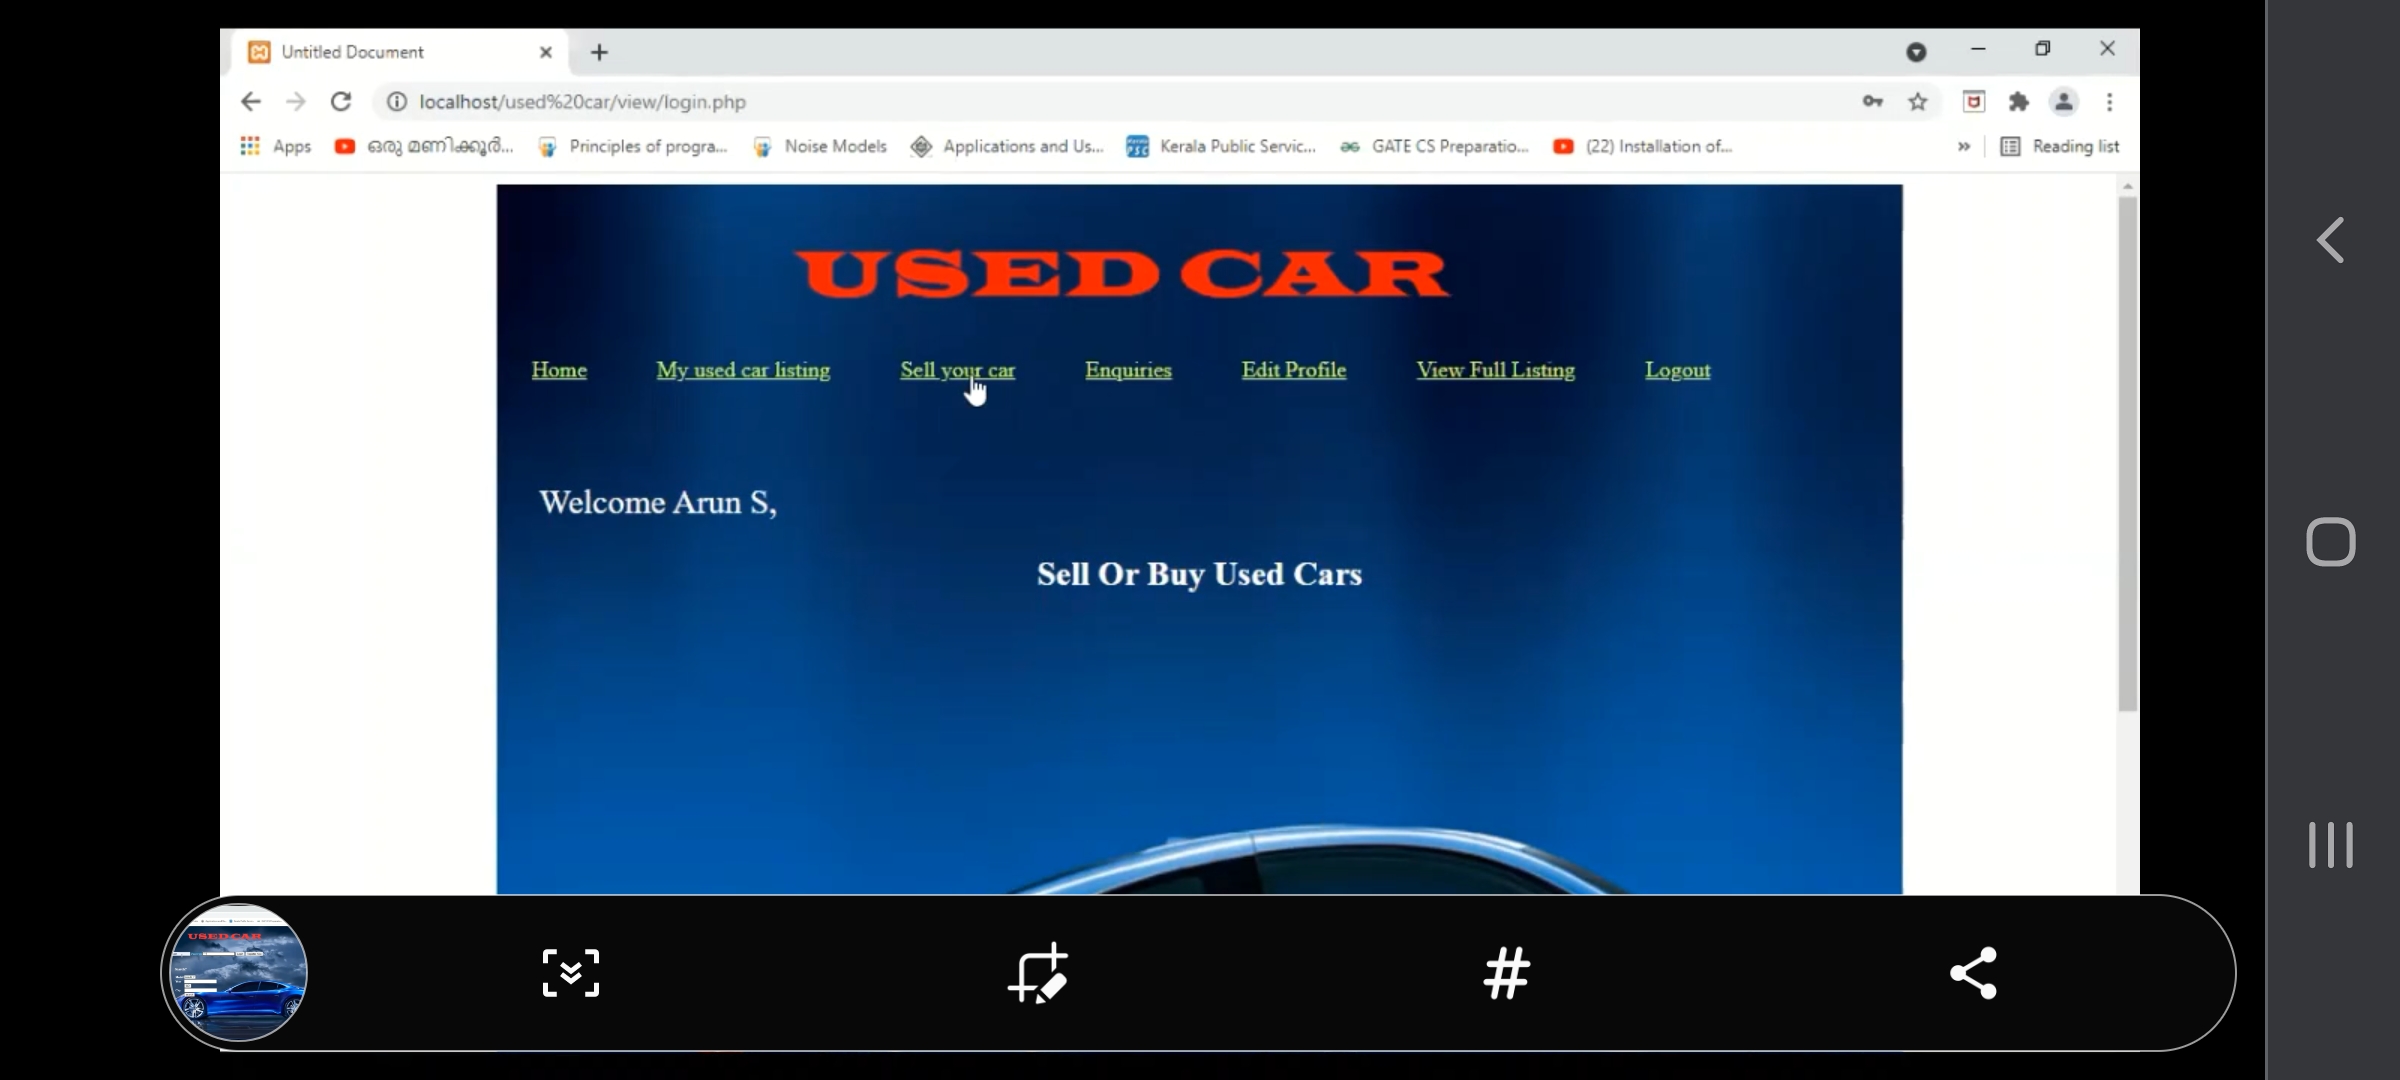 Untitled Document
localhost/used%20car/view/login.php
Apps ഒരു മണിക്കൂർ... Principles of progra... Noise Models Applications and Us... Kerala Public Servic... GATE CS Preparatio... (22) Installation of... » Reading list
USED CAR
Home My used car listing Sell your car Enquiries Edit Profile View Full Listing Logout
Welcome Arun S,
Sell Or Buy Used Cars
USED CAR